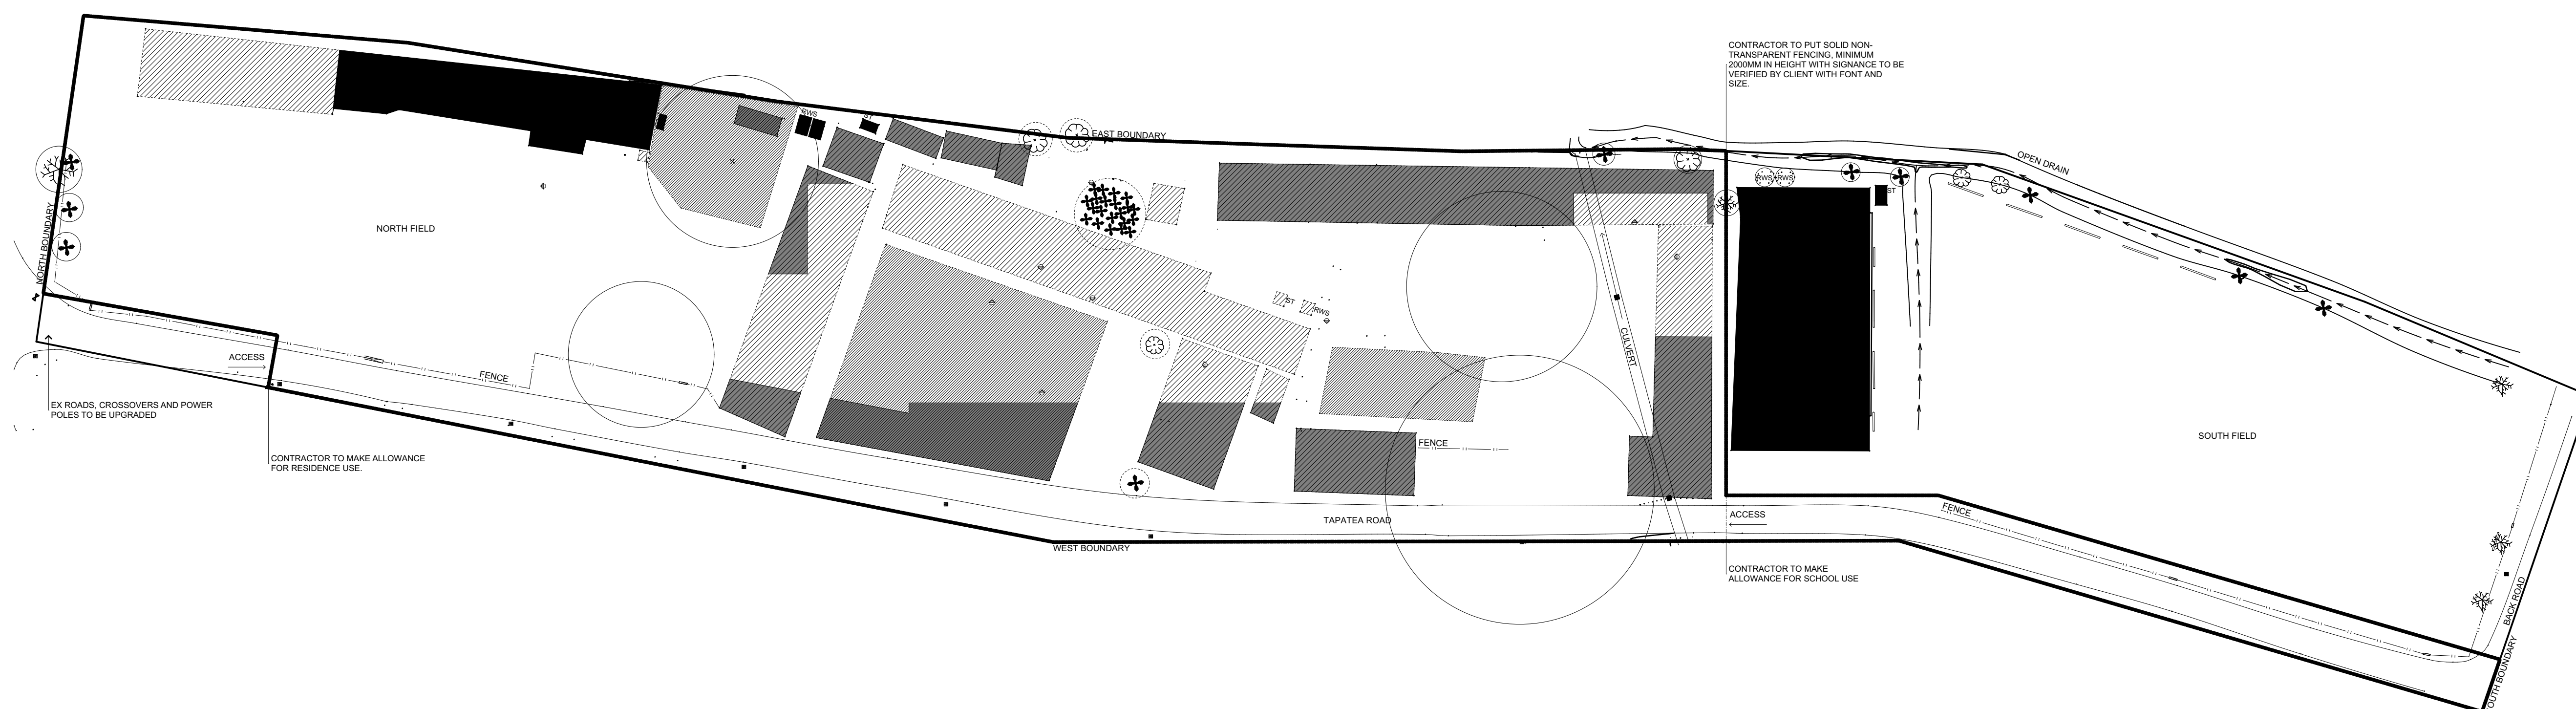 CONTRACTOR TO PUT SOLID NON-
TRANSPARENT FENCING, MINIMUM
2000MM IN HEIGHT WITH SIGNANCE TO BE
VERIFIED BY CLIENT WITH FONT AND
SIZE.
RWS
ST
EAST BOUNDARY
OPEN DRAIN
RWS
RWS
ST
NORTH BOUNDARY
NORTH FIELD
ST
RWS
CULVERT
ACCESS
FENCE
EX ROADS, CROSSOVERS AND POWER
POLES TO BE UPGRADED
CONTRACTOR TO MAKE ALLOWANCE
FOR RESIDENCE USE.
FENCE
SOUTH FIELD
TAPATEA ROAD
ACCESS
FENCE
WEST BOUNDARY
CONTRACTOR TO MAKE
ALLOWANCE FOR SCHOOL USE
BACK ROAD
OUTH BOUNDARY